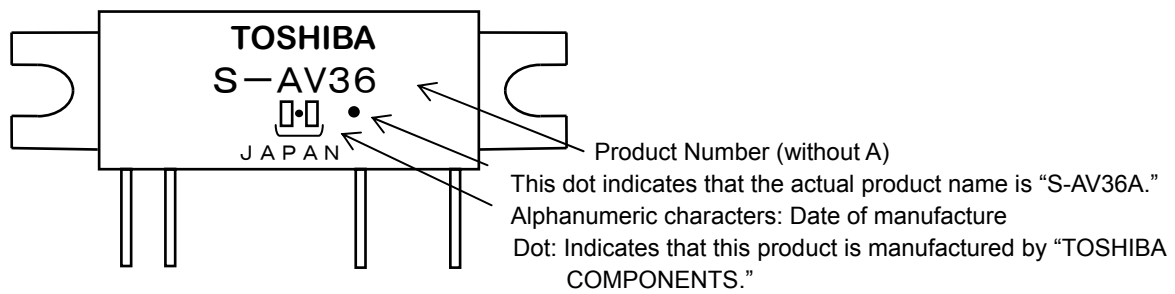 TOSHIBA
S-AV36
▯•▯ •
JAPAN
Product Number (without A)
This dot indicates that the actual product name is “S-AV36A.”
Alphanumeric characters: Date of manufacture
Dot: Indicates that this product is manufactured by “TOSHIBA
COMPONENTS.”